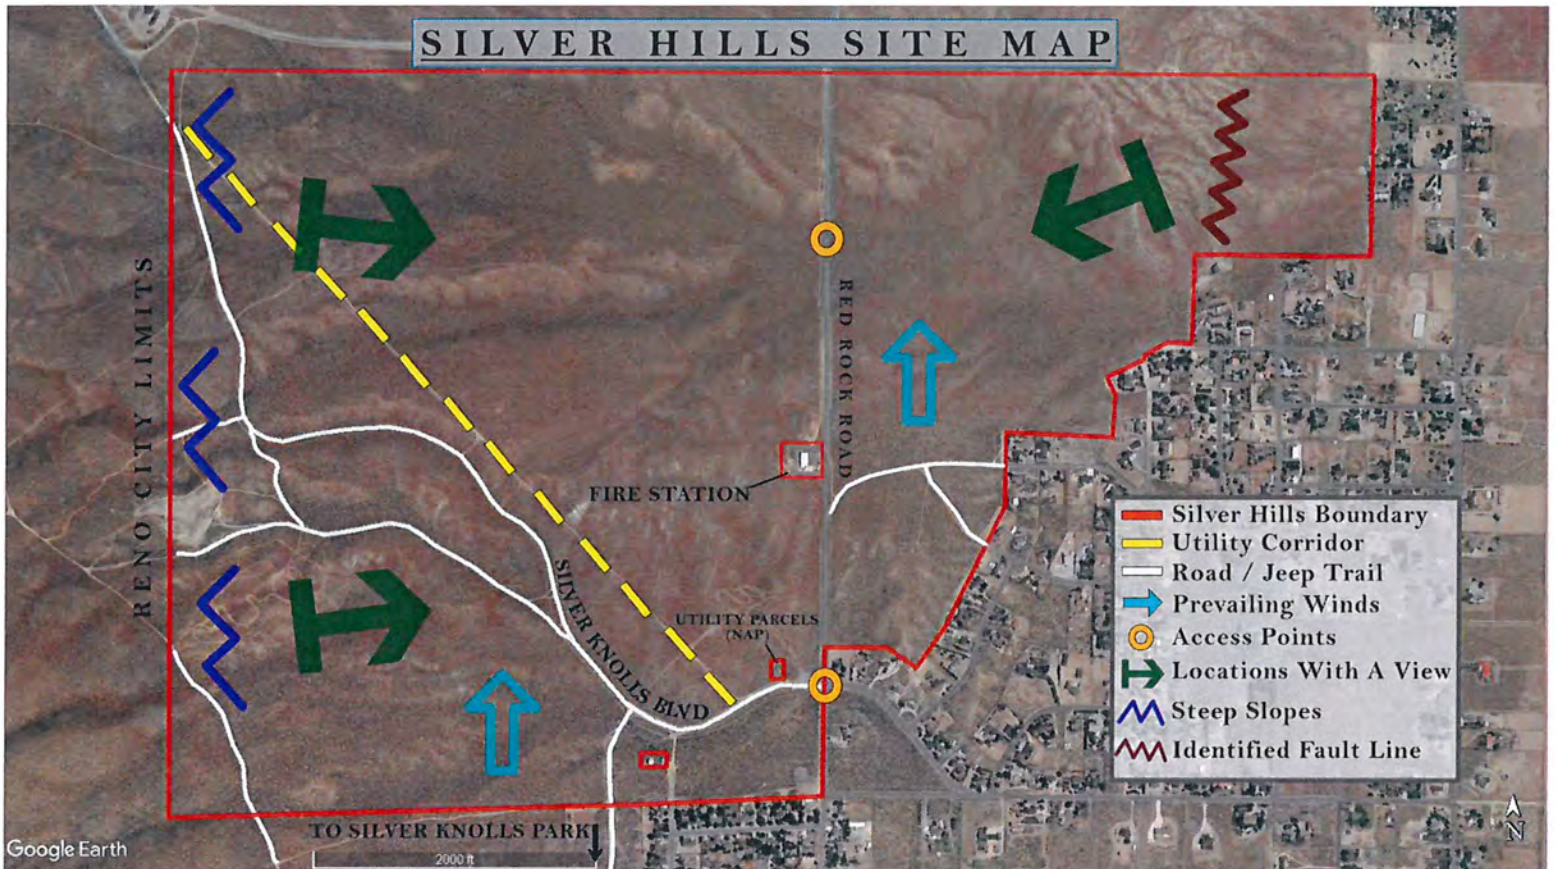 SILVER HILLS SITE MAP
RENO CITY LIMITS
RED ROCK ROAD
FIRE STATION
SILVER KNOLLS BLVD
UTILITY PARCELS
(NAP)
Silver Hills Boundary
Utility Corridor
Road / Jeep Trail
Prevailing Winds
Access Points
Locations With A View
Steep Slopes
Identified Fault Line
TO SILVER KNOLLS PARK
Google Earth
2000 ft
N